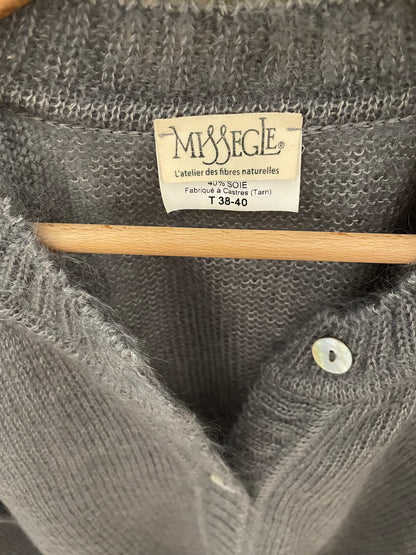 MISSEGLE®
L'atelier des fibres naturelles
40% SOIE
Fabriqué à Castres (Tarn)
T 38-40